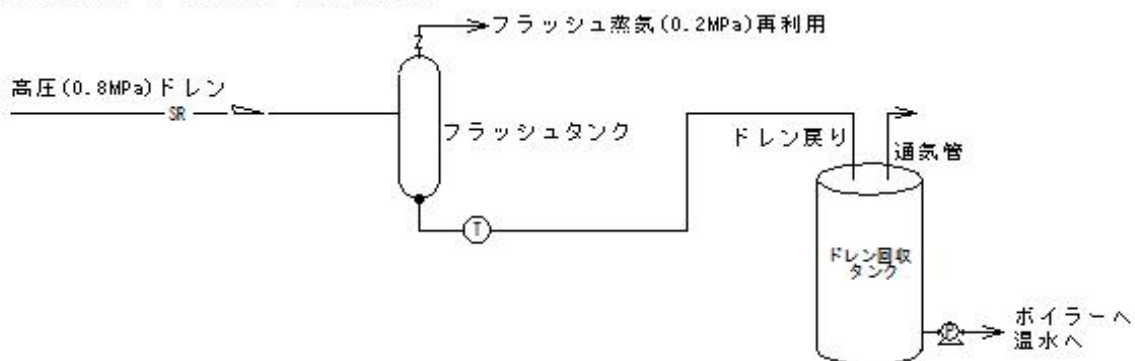 フラッシュ蒸気(0.2MPa)再利用
高圧(0.8MPa)ドレン
SR
フラッシュタンク
ドレン戻り
通気管
T
ドレン回収
タンク
P
ボイラーへ
温水へ